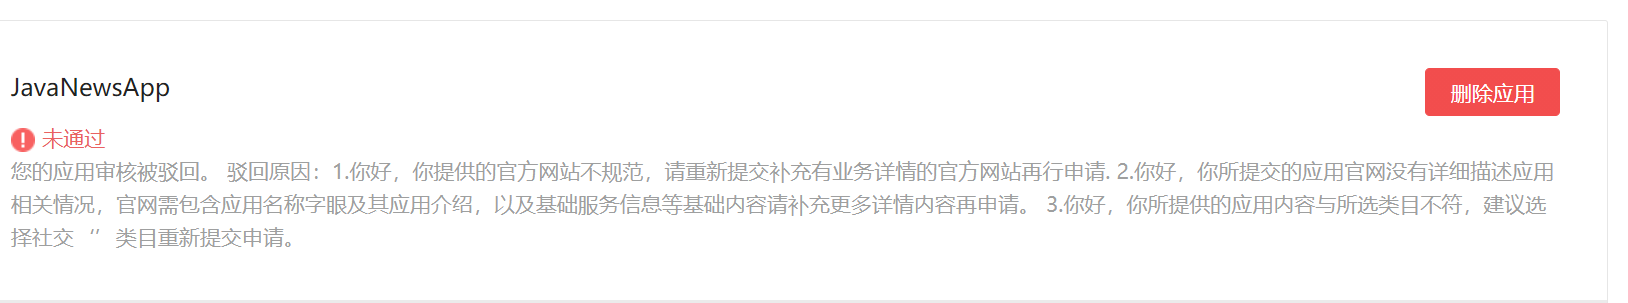 JavaNewsApp
删除应用
未通过
您的应用审核被驳回。 驳回原因：1.你好，你提供的官方网站不规范，请重新提交补充有业务详情的官方网站再行申请. 2.你好，你所提交的应用官网没有详细描述应用
相关情况，官网需包含应用名称字眼及其应用介绍，以及基础服务信息等基础内容请补充更多详情内容再申请。 3.你好，你所提供的应用内容与所选类目不符，建议选
择社交 ‘’ 类目重新提交申请。